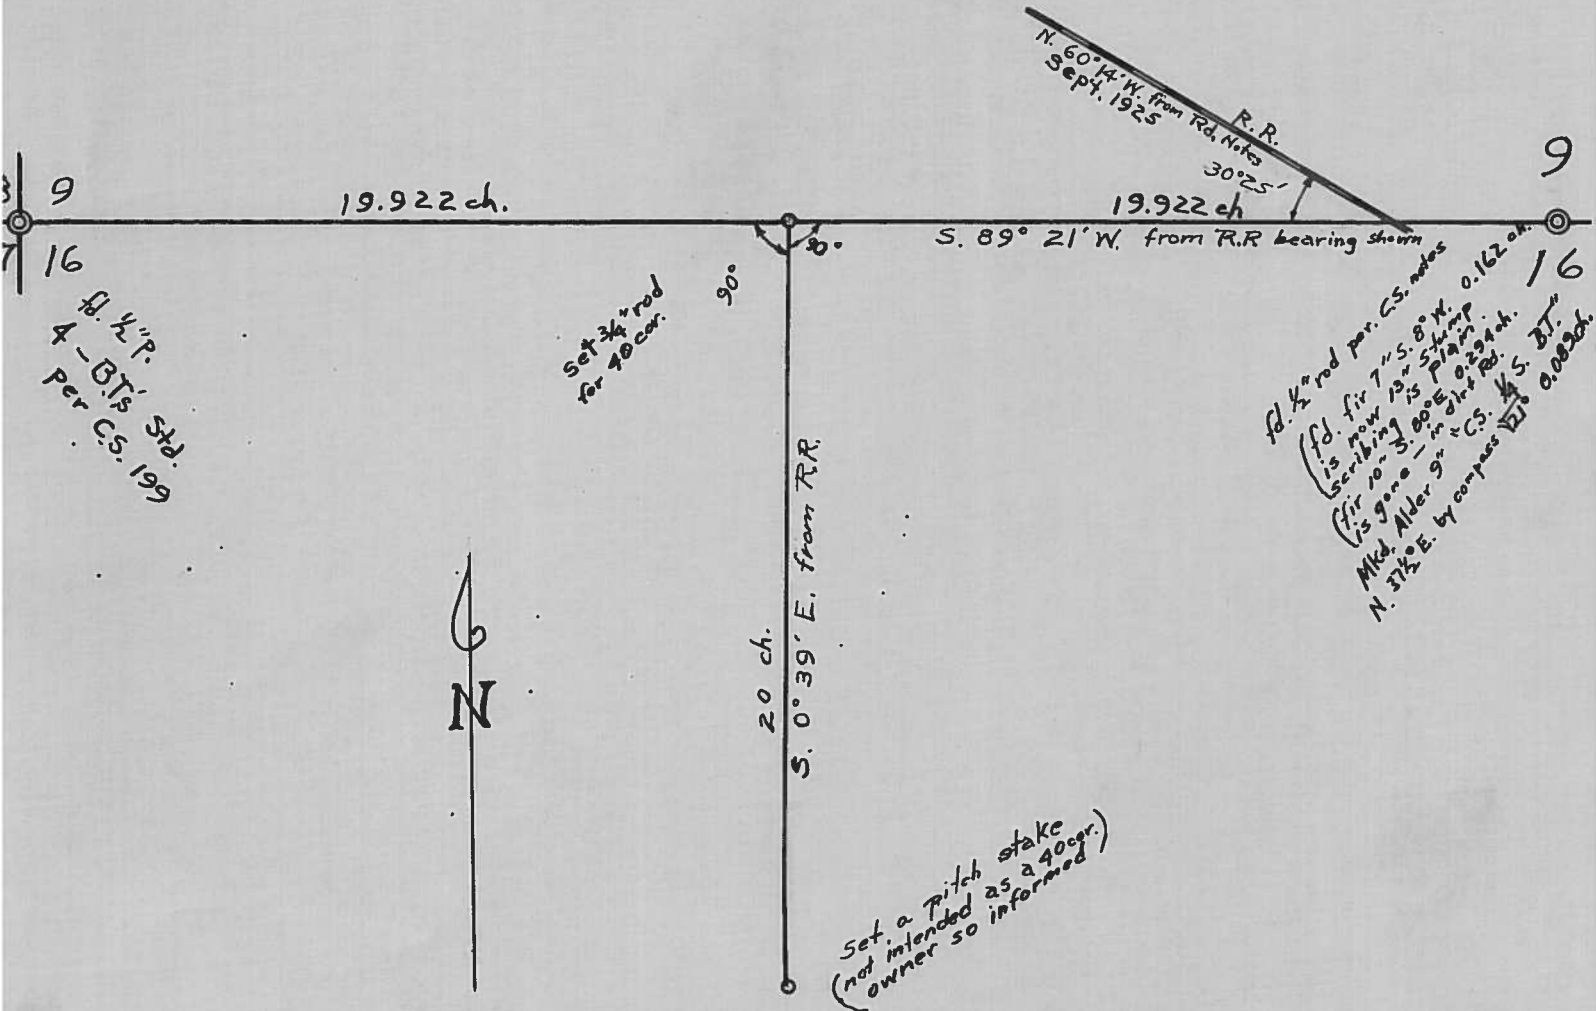 N. 60°14' W. from Rd. Notes
Sept. 1925
R. R.
30°25'
9
19.922 ch.
19.922 ch
9
S. 89° 21' W. from R.R bearing shown
16
90°
90°
16
fd. ½" P.
4 - B.T.'s Std.
per C.S. 199
set 3/4" rod
for 40 cor.
fd. ½" rod per. C.S. notes
(fd. fir 7" S. 8° W. 0.162 ch.
is now 13" stump
scribing is plain.
(fir 10" S. 80° E. 0.294 ch.
is gone - in dirt Rd.
Mkd. Alder 9" "C.S. ¼ S. B.T."
N. 37½° E. by compass 0.089 ch.
20 ch.
S. 0° 39' E. from R.R.
N
set a pitch stake
(not intended as a 40 cor.)
owner so informed